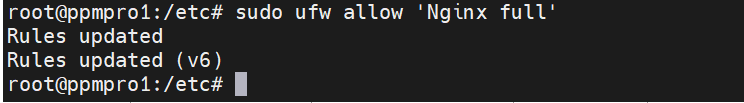 root@ppmpro1:/etc# sudo ufw allow 'Nginx full'
Rules updated
Rules updated (v6)
root@ppmpro1:/etc#